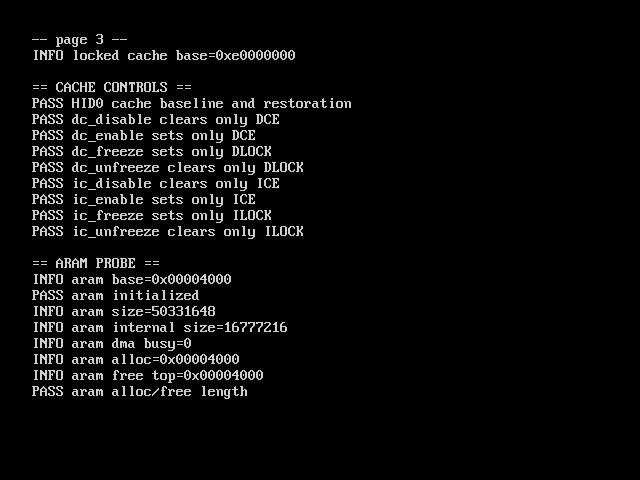 -- page 3 --
INFO locked cache base=0xe0000000
== CACHE CONTROLS ==
PASS HID0 cache baseline and restoration
PASS dc_disable clears only DCE
PASS dc_enable sets only DCE
PASS dc_freeze sets only DLOCK
PASS dc_unfreeze clears only DLOCK
PASS ic_disable clears only ICE
PASS ic_enable sets only ICE
PASS ic_freeze sets only ILOCK
PASS ic_unfreeze clears only ILOCK
== ARAM PROBE ==
INFO aram base=0x00004000
PASS aram initialized
INFO aram size=50331648
INFO aram internal size=16777216
INFO aram dma busy=0
INFO aram alloc=0x00004000
INFO aram free top=0x00004000
PASS aram alloc/free length